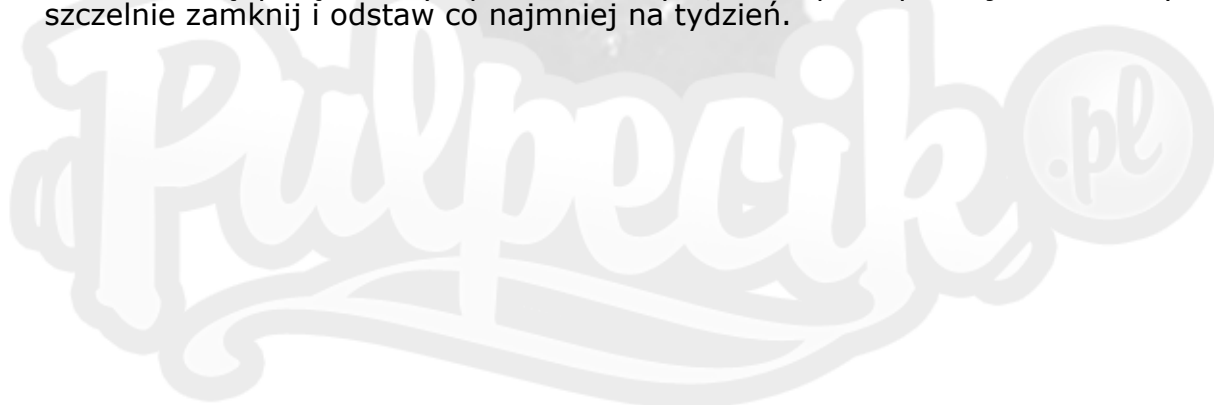 szczelnie zamknij i odstaw co najmniej na tydzień.
Pulpecik .pl